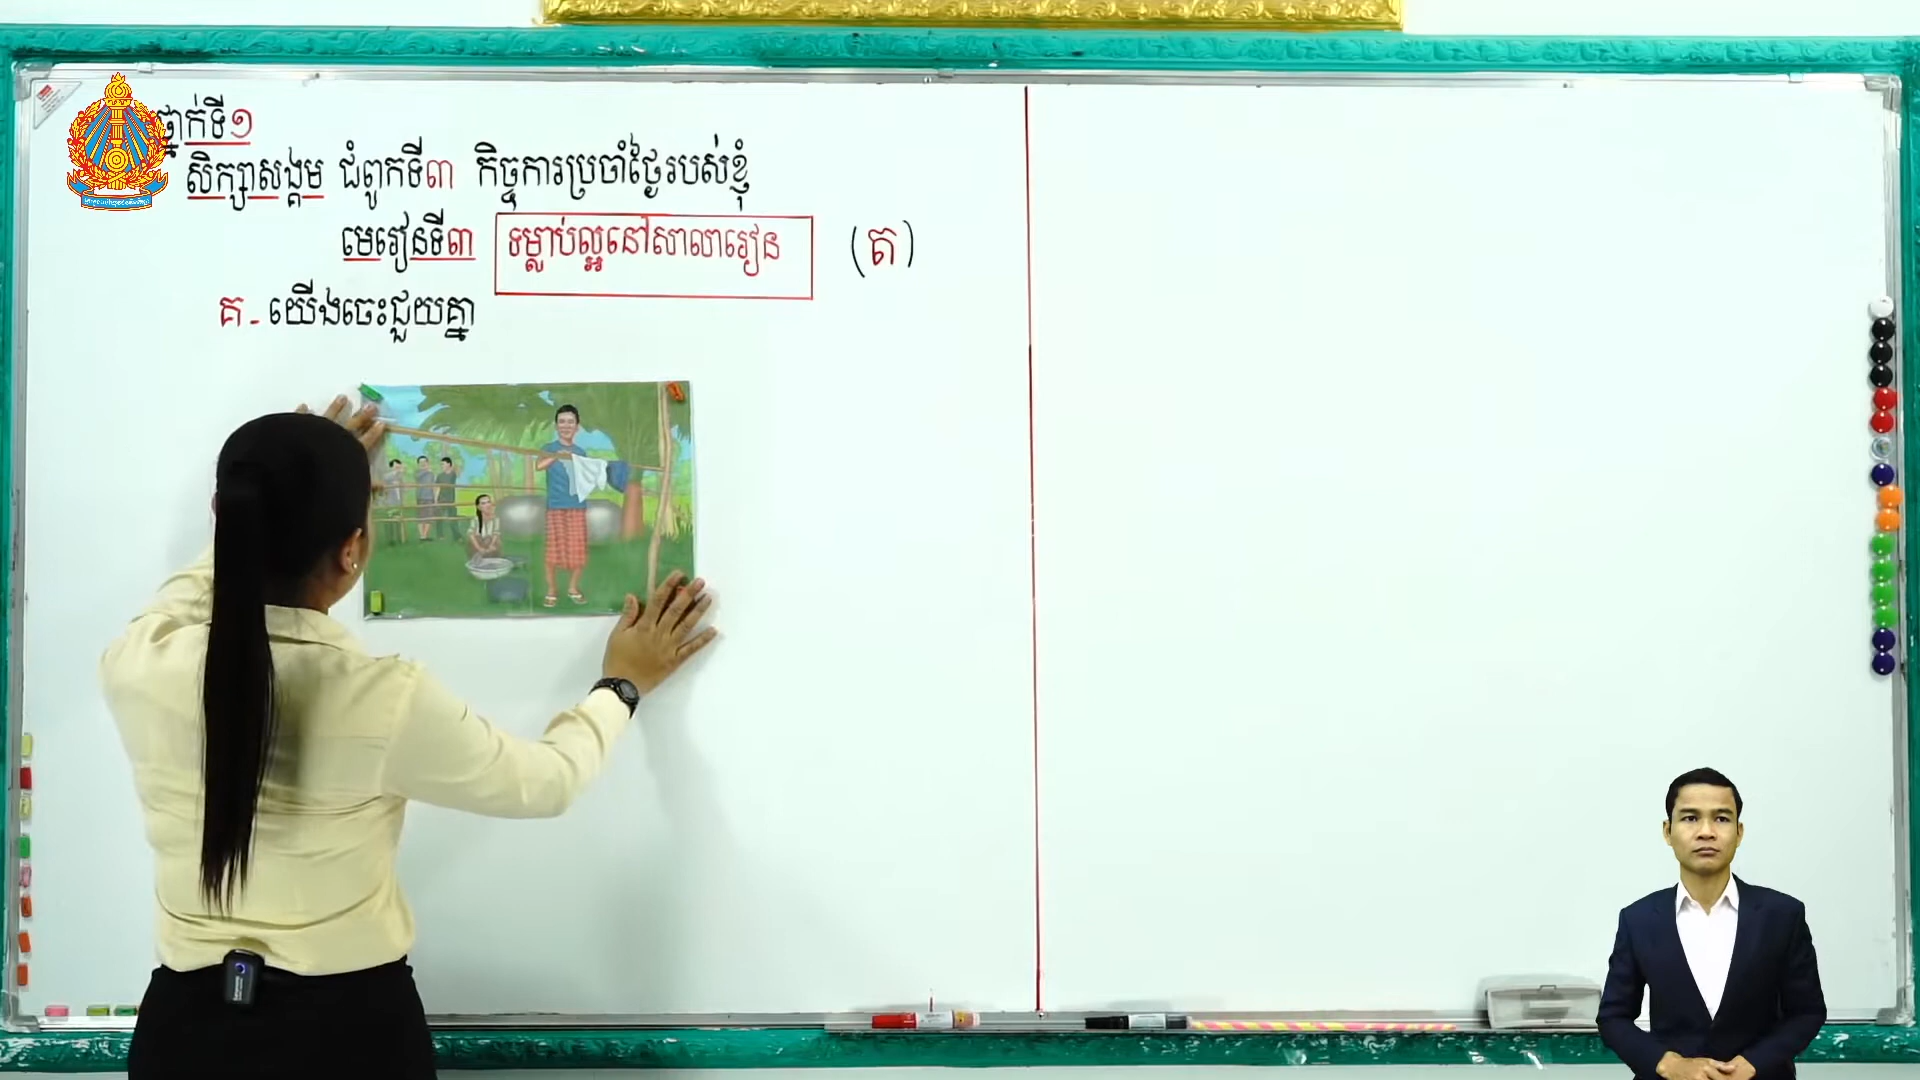 ថ្នាក់ទី១
សិក្សាសង្គម ជំពូកទី៣ កិច្ចការប្រចាំថ្ងៃរបស់ខ្ញុំ
មេរៀនទី៣ ទម្លាប់ល្អនៅសាលារៀន (ត)
គ- យើងចេះជួយគ្នា